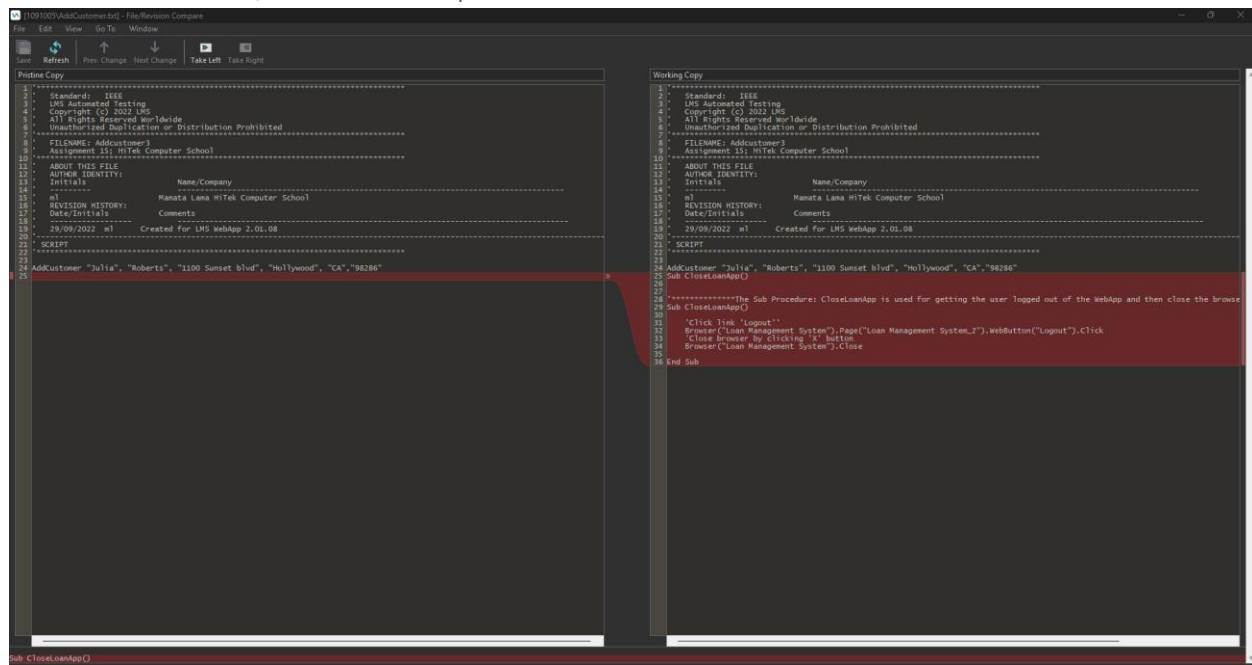 [1091005\AddCustomer.txt] - File/Revision Compare
File Edit View Go To Window
Save Refresh Prev. Change Next Change Take Left Take Right
Pristine Copy
1 '**********************************************************************************
2 ' Standard: IEEE
3 ' LMS Automated Testing
4 ' Copyright (c) 2022 LMS
5 ' All Rights Reserved Worldwide
6 ' Unauthorized Duplication or Distribution Prohibited
7 '**********************************************************************************
8 ' FILENAME: Addcustomer3
9 ' Assignment 15; HiTek Computer School
10 '**********************************************************************************
11 ' ABOUT THIS FILE
12 ' AUTHOR IDENTITY:
13 ' Initials Name/Company
14 ' --------- --------------------------------------------------------------------------------------
15 ' ml Mamata Lama HiTek Computer School
16 ' REVISION HISTORY:
17 ' Date/Initials Comments
18 ' ------------------ ---------------------------------------------------------------------------------------
19 ' 29/09/2022 ml Created for LMS WebApp 2.01.08
20 '-------------------------------------------------------------------------------------------------------------------------------
21 ' SCRIPT
22 '**********************************************************************************
23
24 AddCustomer "Julia", "Roberts", "1100 Sunset blvd", "Hollywood", "CA","98286"
25
Working Copy
1 '**********************************************************************************
2 ' Standard: IEEE
3 ' LMS Automated Testing
4 ' Copyright (c) 2022 LMS
5 ' All Rights Reserved Worldwide
6 ' Unauthorized Duplication or Distribution Prohibited
7 '**********************************************************************************
8 ' FILENAME: Addcustomer3
9 ' Assignment 15; HiTek Computer School
10 '**********************************************************************************
11 ' ABOUT THIS FILE
12 ' AUTHOR IDENTITY:
13 ' Initials Name/Company
14 ' --------- --------------------------------------------------------------------------------------
15 ' ml Mamata Lama HiTek Computer School
16 ' REVISION HISTORY:
17 ' Date/Initials Comments
18 ' ------------------ ---------------------------------------------------------------------------------------
19 ' 29/09/2022 ml Created for LMS WebApp 2.01.08
20 '-------------------------------------------------------------------------------------------------------------------------------
21 ' SCRIPT
22 '**********************************************************************************
23
24 AddCustomer "Julia", "Roberts", "1100 Sunset blvd", "Hollywood", "CA","98286"
25 Sub CloseLoanApp()
26
27
28 '**************The Sub Procedure: CloseLoanApp is used for getting the user logged out of the WebApp and then close the browse
29 Sub CloseLoanApp()
30
31 'Click link 'Logout''
32 Browser("Loan Management System").Page("Loan Management System_2").WebButton("Logout").Click
33 'Close browser by clicking 'X' button
34 Browser("Loan Management System").Close
35
36 End Sub
Sub CloseLoanApp()